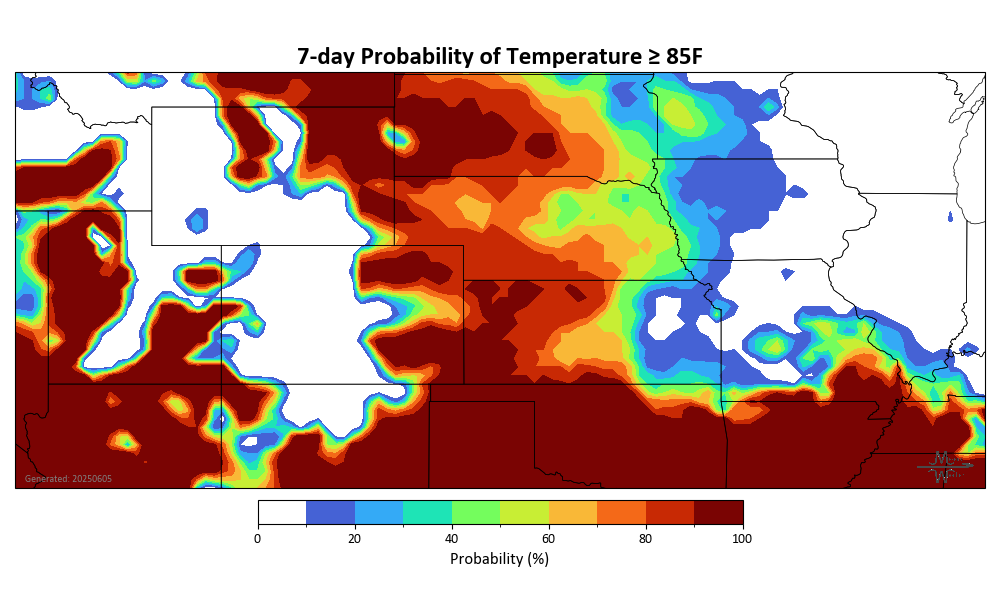 7-day Probability of Temperature ≥ 85F
Generated: 20250605
0 20 40 60 80 100
Probability (%)